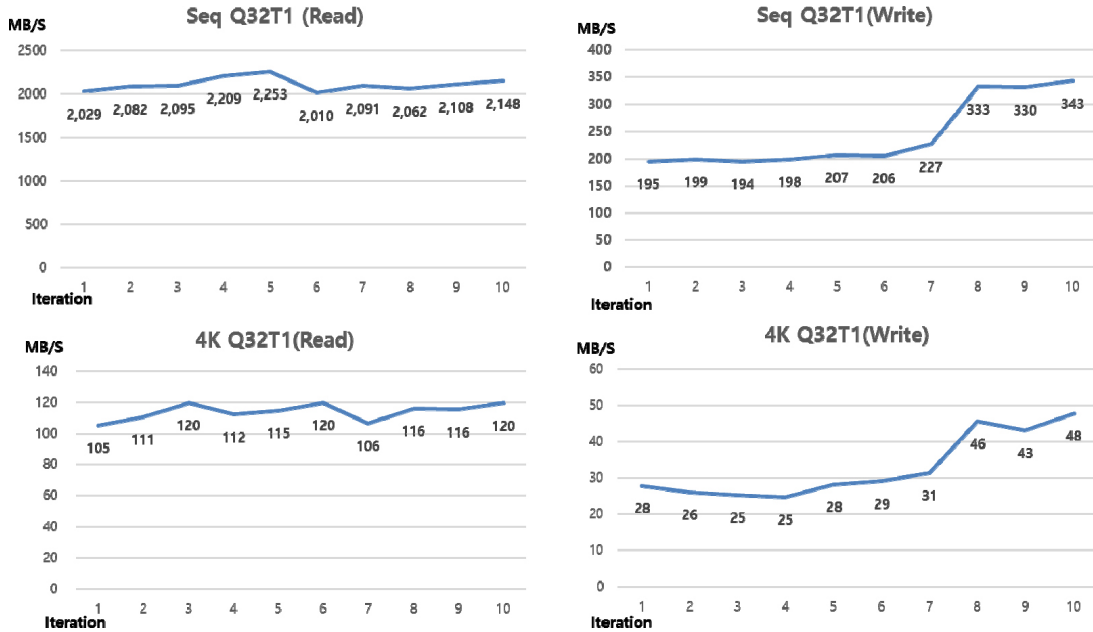 Seq Q32T1 (Read)
MB/S
2500
2000
1500
1000
500
0
2,029 2,082 2,095 2,209 2,253 2,010 2,091 2,062 2,108 2,148
1 2 3 4 5 6 7 8 9 10
Iteration
Seq Q32T1(Write)
MB/S
400
350
300
250
200
150
100
50
0
195 199 194 198 207 206 227 333 330 343
1 2 3 4 5 6 7 8 9 10
Iteration
4K Q32T1(Read)
MB/S
140
120
100
80
60
40
20
0
105 111 120 112 115 120 106 116 116 120
1 2 3 4 5 6 7 8 9 10
Iteration
4K Q32T1(Write)
MB/S
60
50
40
30
20
10
0
28 26 25 25 28 29 31 46 43 48
1 2 3 4 5 6 7 8 9 10
Iteration